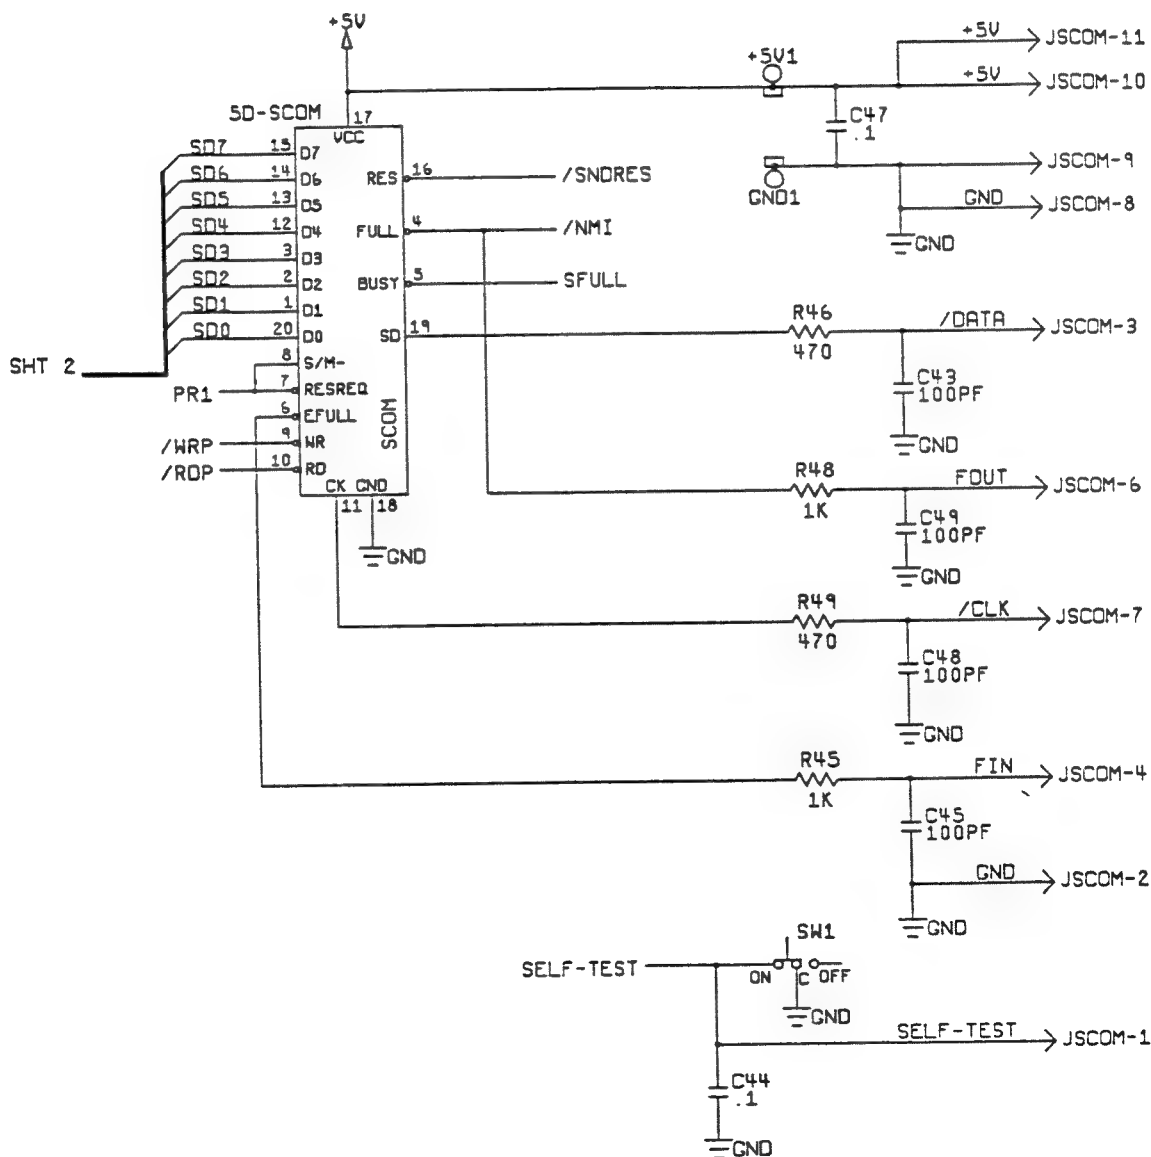 +5V
+5V1
+5V JSCOM-11
+5V JSCOM-10
C47
.1
JSCOM-9
GND1
GND JSCOM-8
GND
5D-SCOM
17
VCC
SD7 15 D7
SD6 14 D6
SD5 13 D5
SD4 12 D4
SD3 3 D3
SD2 2 D2
SD1 1 D1
SD0 20 D0
8 S/M-
SHT 2
PR1 7 RESREQ
6 EFULL
/WRP 9 WR
/RDP 10 RD
RES 16 /SNDRES
FULL 4 /NMI
BUSY 5 SFULL
SD 19
SCOM
CK GND
11 18
GND
R46
470
/DATA JSCOM-3
C43
100PF
GND
R48
1K
FOUT JSCOM-6
C49
100PF
GND
R49
470
/CLK JSCOM-7
C48
100PF
GND
R45
1K
FIN JSCOM-4
C45
100PF
GND JSCOM-2
GND
SW1
SELF-TEST
ON C OFF
GND
SELF-TEST JSCOM-1
C44
.1
GND